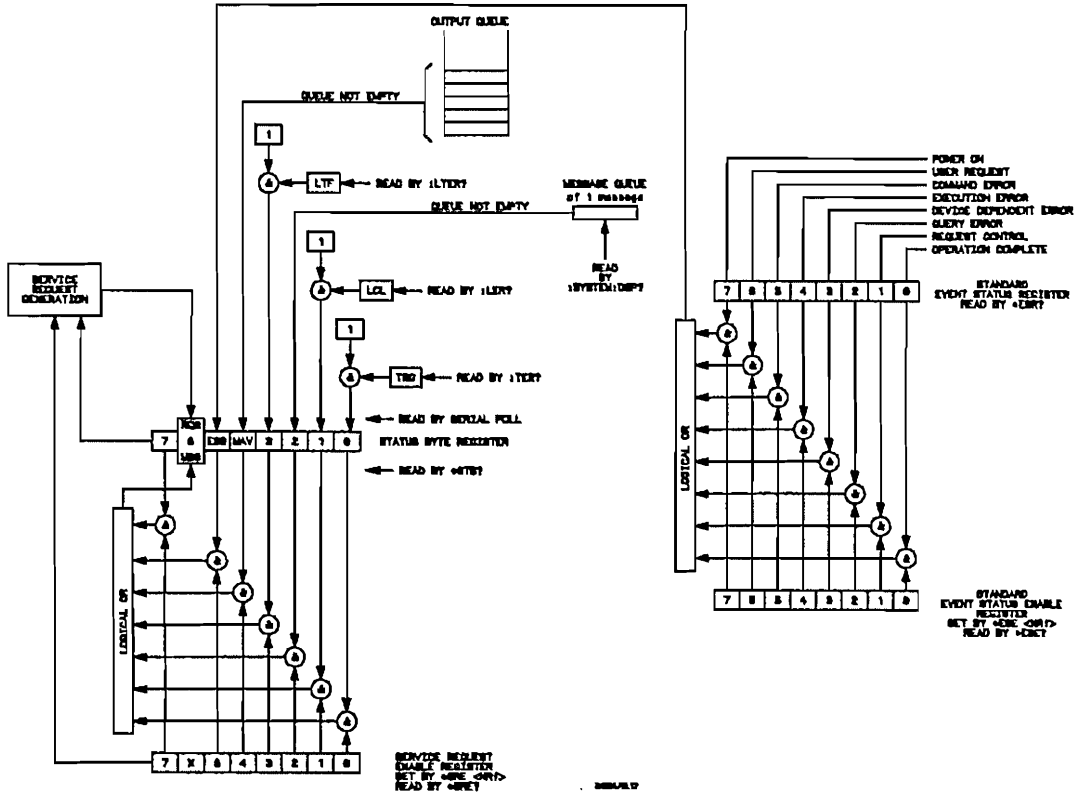 OUTPUT QUEUE
QUEUE NOT EMPTY
1
&
LTF
READ BY :LTER?
MESSAGE QUEUE
of 1 message
QUEUE NOT EMPTY
READ
BY
:SYSTEM:DSP?
1
&
LCL
READ BY :LER?
1
&
TRG
READ BY :TER?
SERVICE
REQUEST
GENERATION
READ BY SERIAL POLL
RQS
7 6 ESB MAV 3 2 1 0
MSS
STATUS BYTE REGISTER
READ BY *STB?
LOGICAL OR
&
&
&
&
&
&
&
7 X 5 4 3 2 1 0
SERVICE REQUEST
ENABLE REGISTER
SET BY *SRE <NRf>
READ BY *SRE?
POWER ON
USER REQUEST
COMMAND ERROR
EXECUTION ERROR
DEVICE DEPENDENT ERROR
QUERY ERROR
REQUEST CONTROL
OPERATION COMPLETE
7 6 5 4 3 2 1 0
STANDARD
EVENT STATUS REGISTER
READ BY *ESR?
LOGICAL OR
&
&
&
&
&
&
&
&
7 6 5 4 3 2 1 0
STANDARD
EVENT STATUS ENABLE
REGISTER
SET BY *ESE <NRf>
READ BY *ESE?